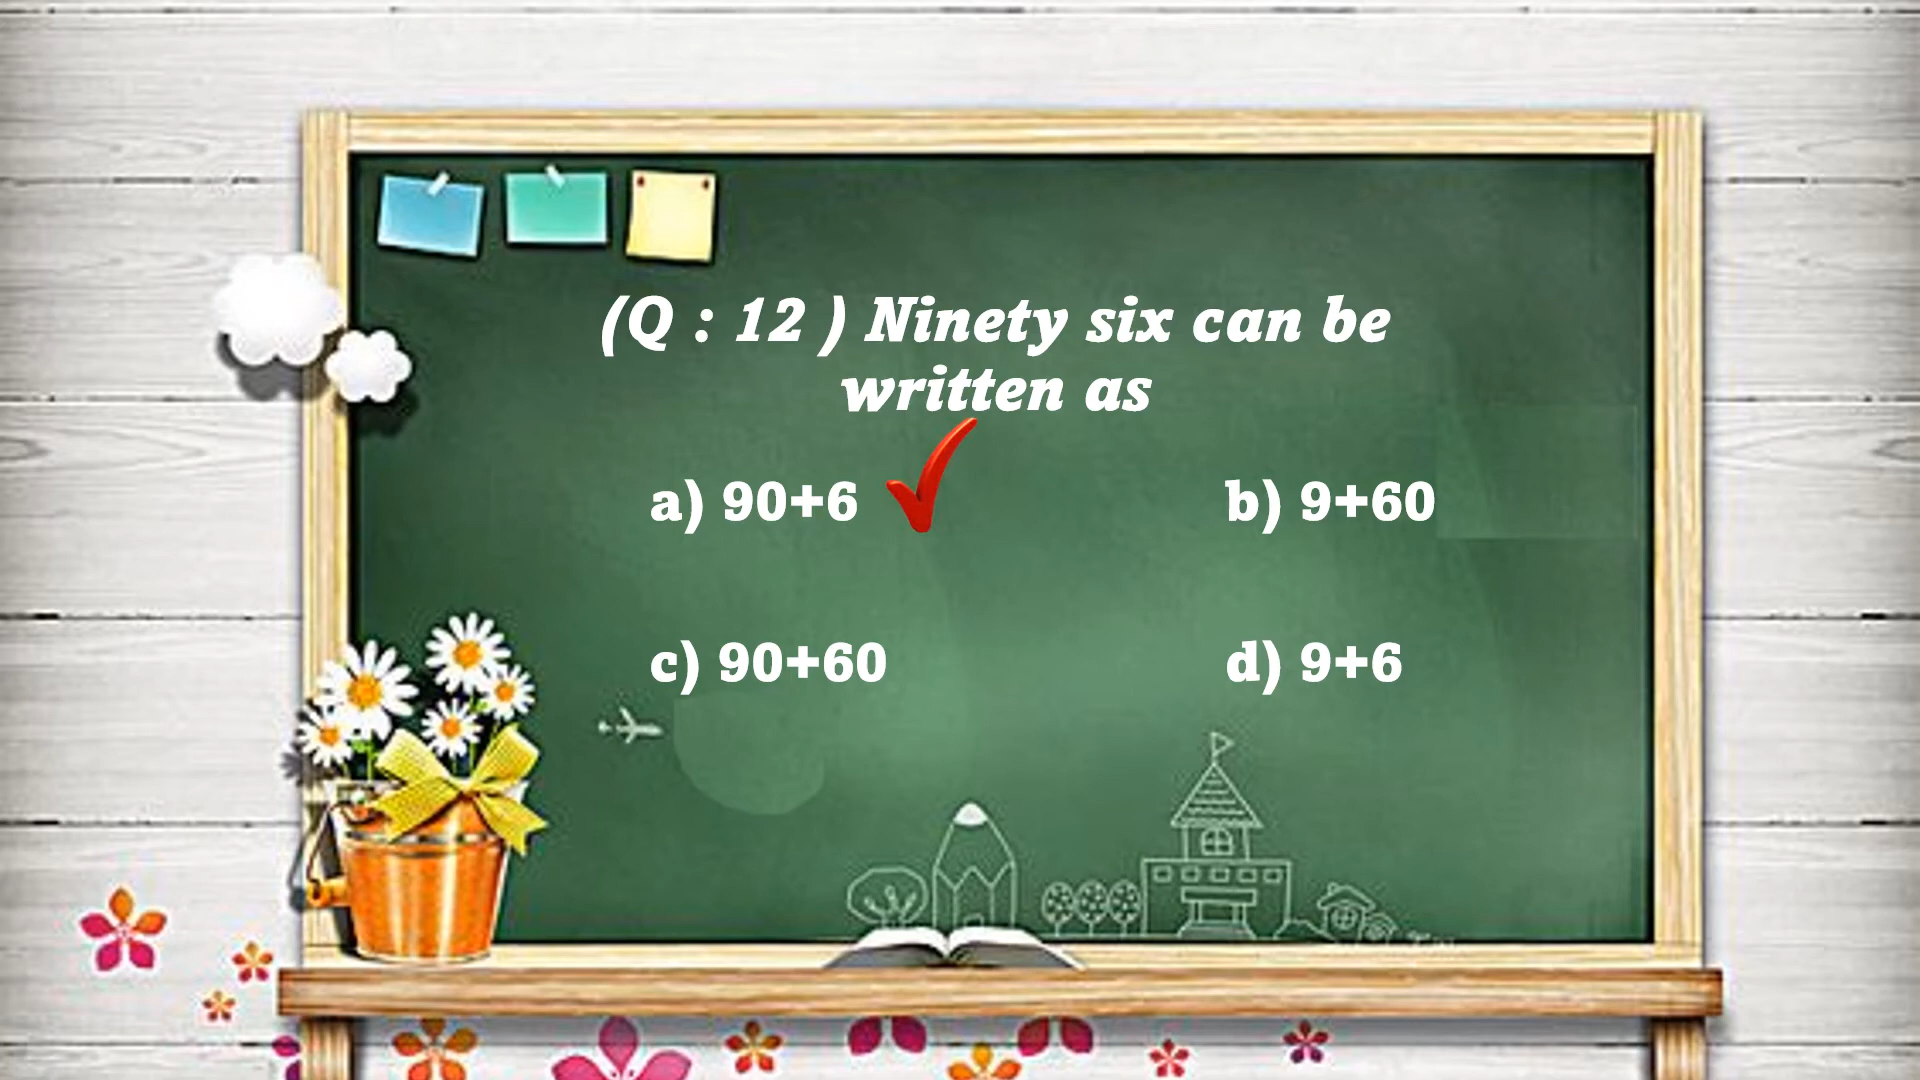 (Q : 12 ) Ninety six can be
written as
a) 90+6
b) 9+60
c) 90+60
d) 9+6